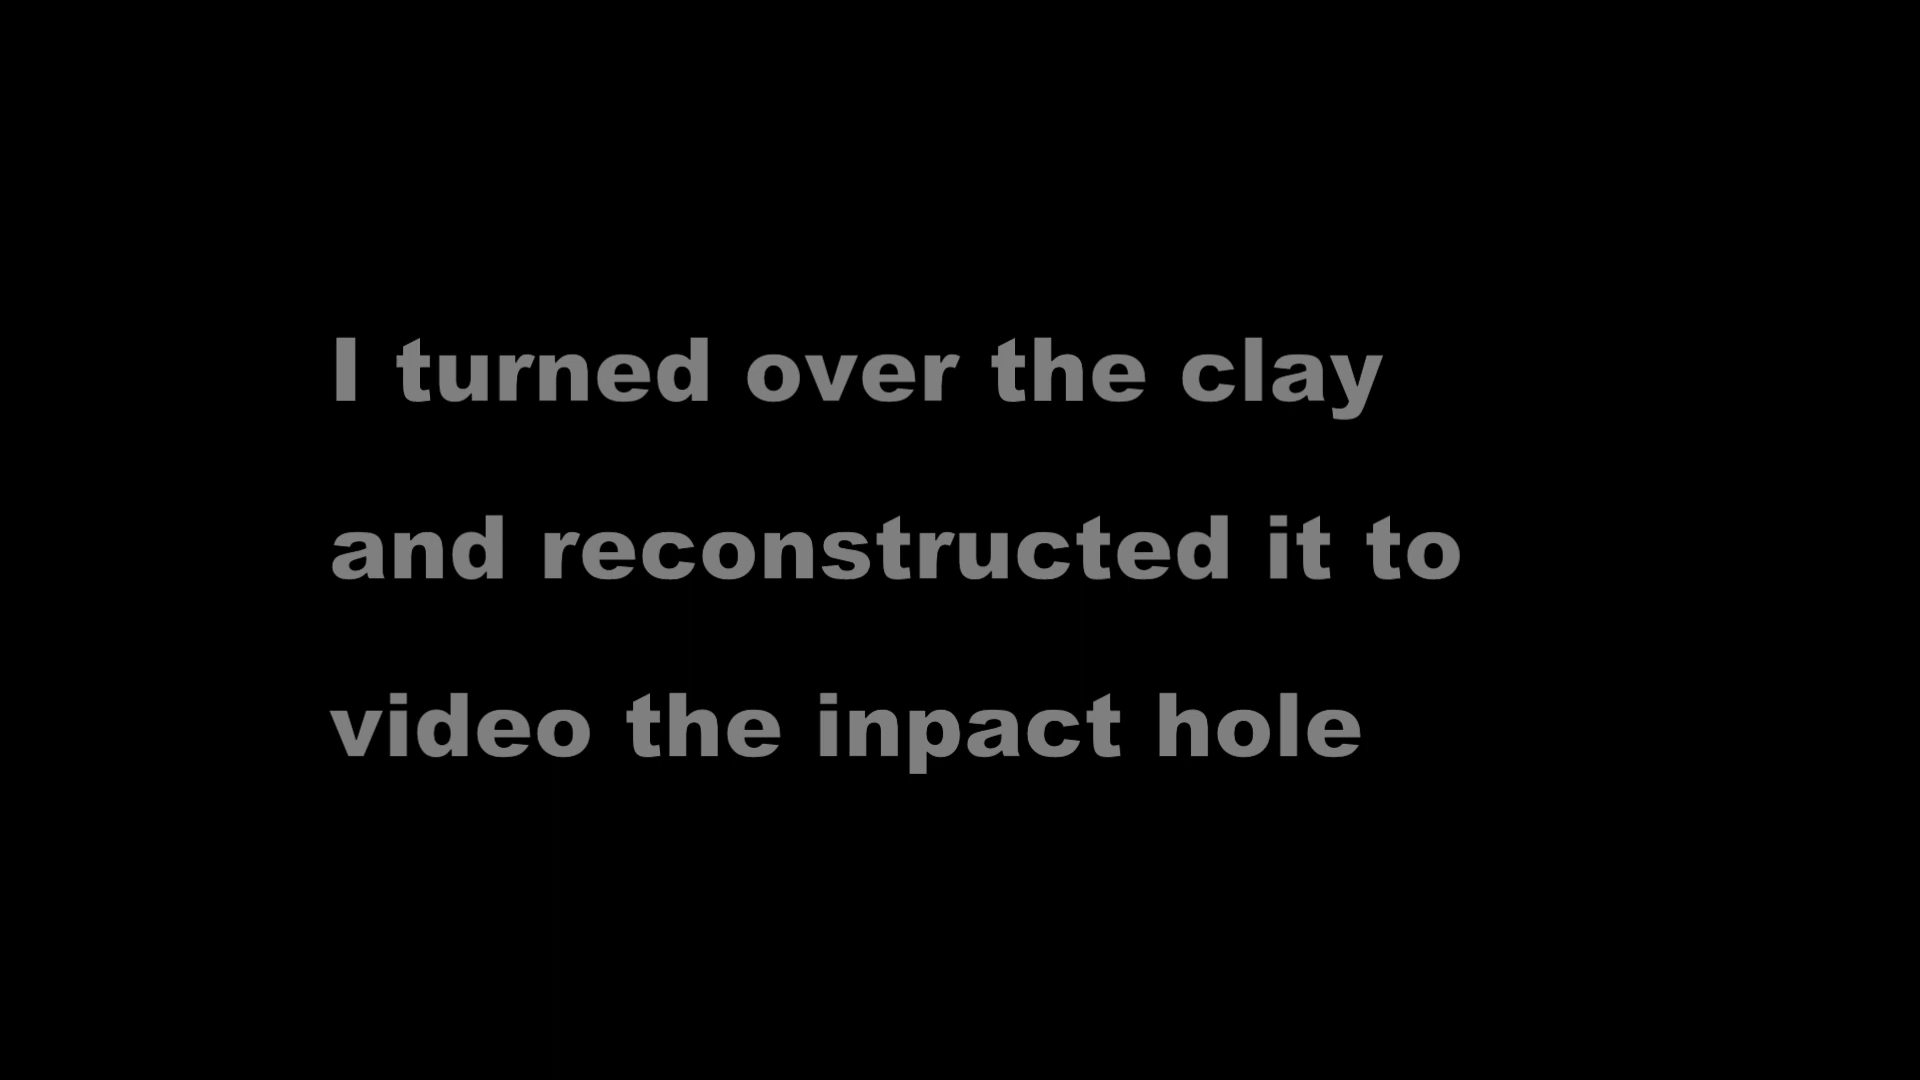 I turned over the clay
and reconstructed it to
video the inpact hole